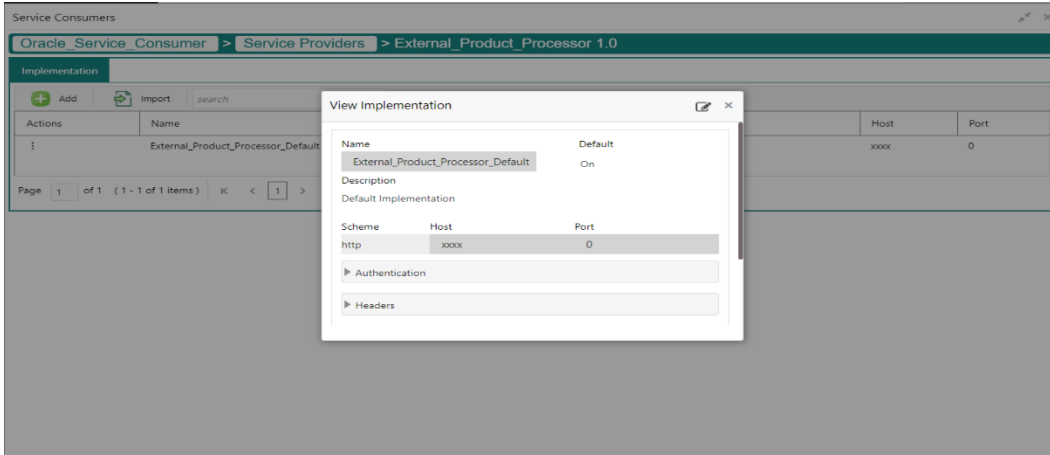 Service Consumers
Oracle_Service_Consumer > Service Providers > External_Product_Processor 1.0
Implementation
Add Import search
Actions Name Host Port
External_Product_Processor_Default xxxx 0
Page 1 of 1 (1 - 1 of 1 items) K < 1 >
View Implementation
Name Default
External_Product_Processor_Default On
Description
Default Implementation
Scheme Host Port
http xxxx 0
Authentication
Headers